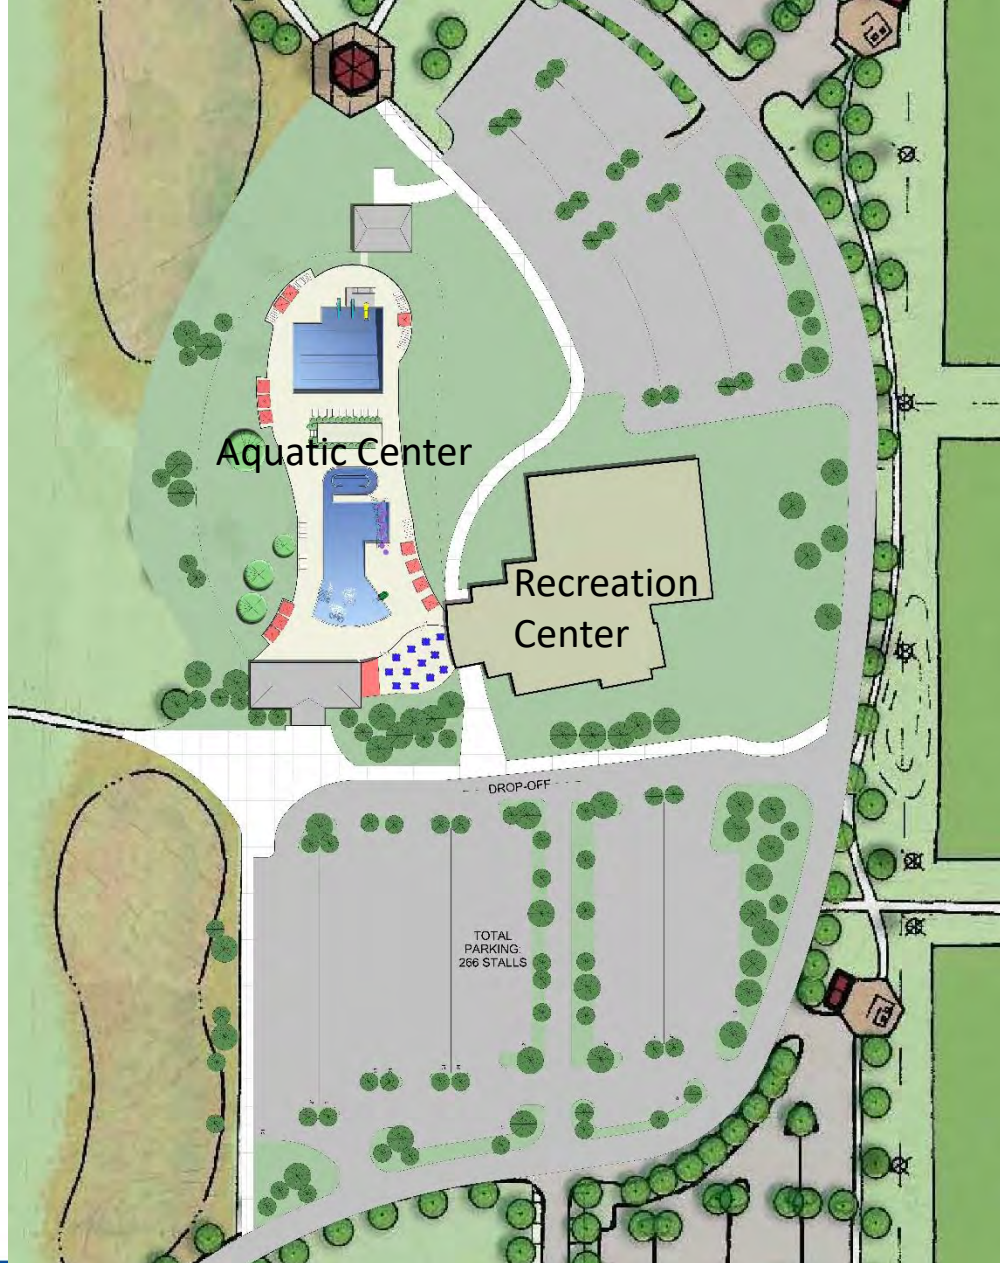 Aquatic Center
Recreation
Center
DROP-OFF
TOTAL
PARKING:
266 STALLS